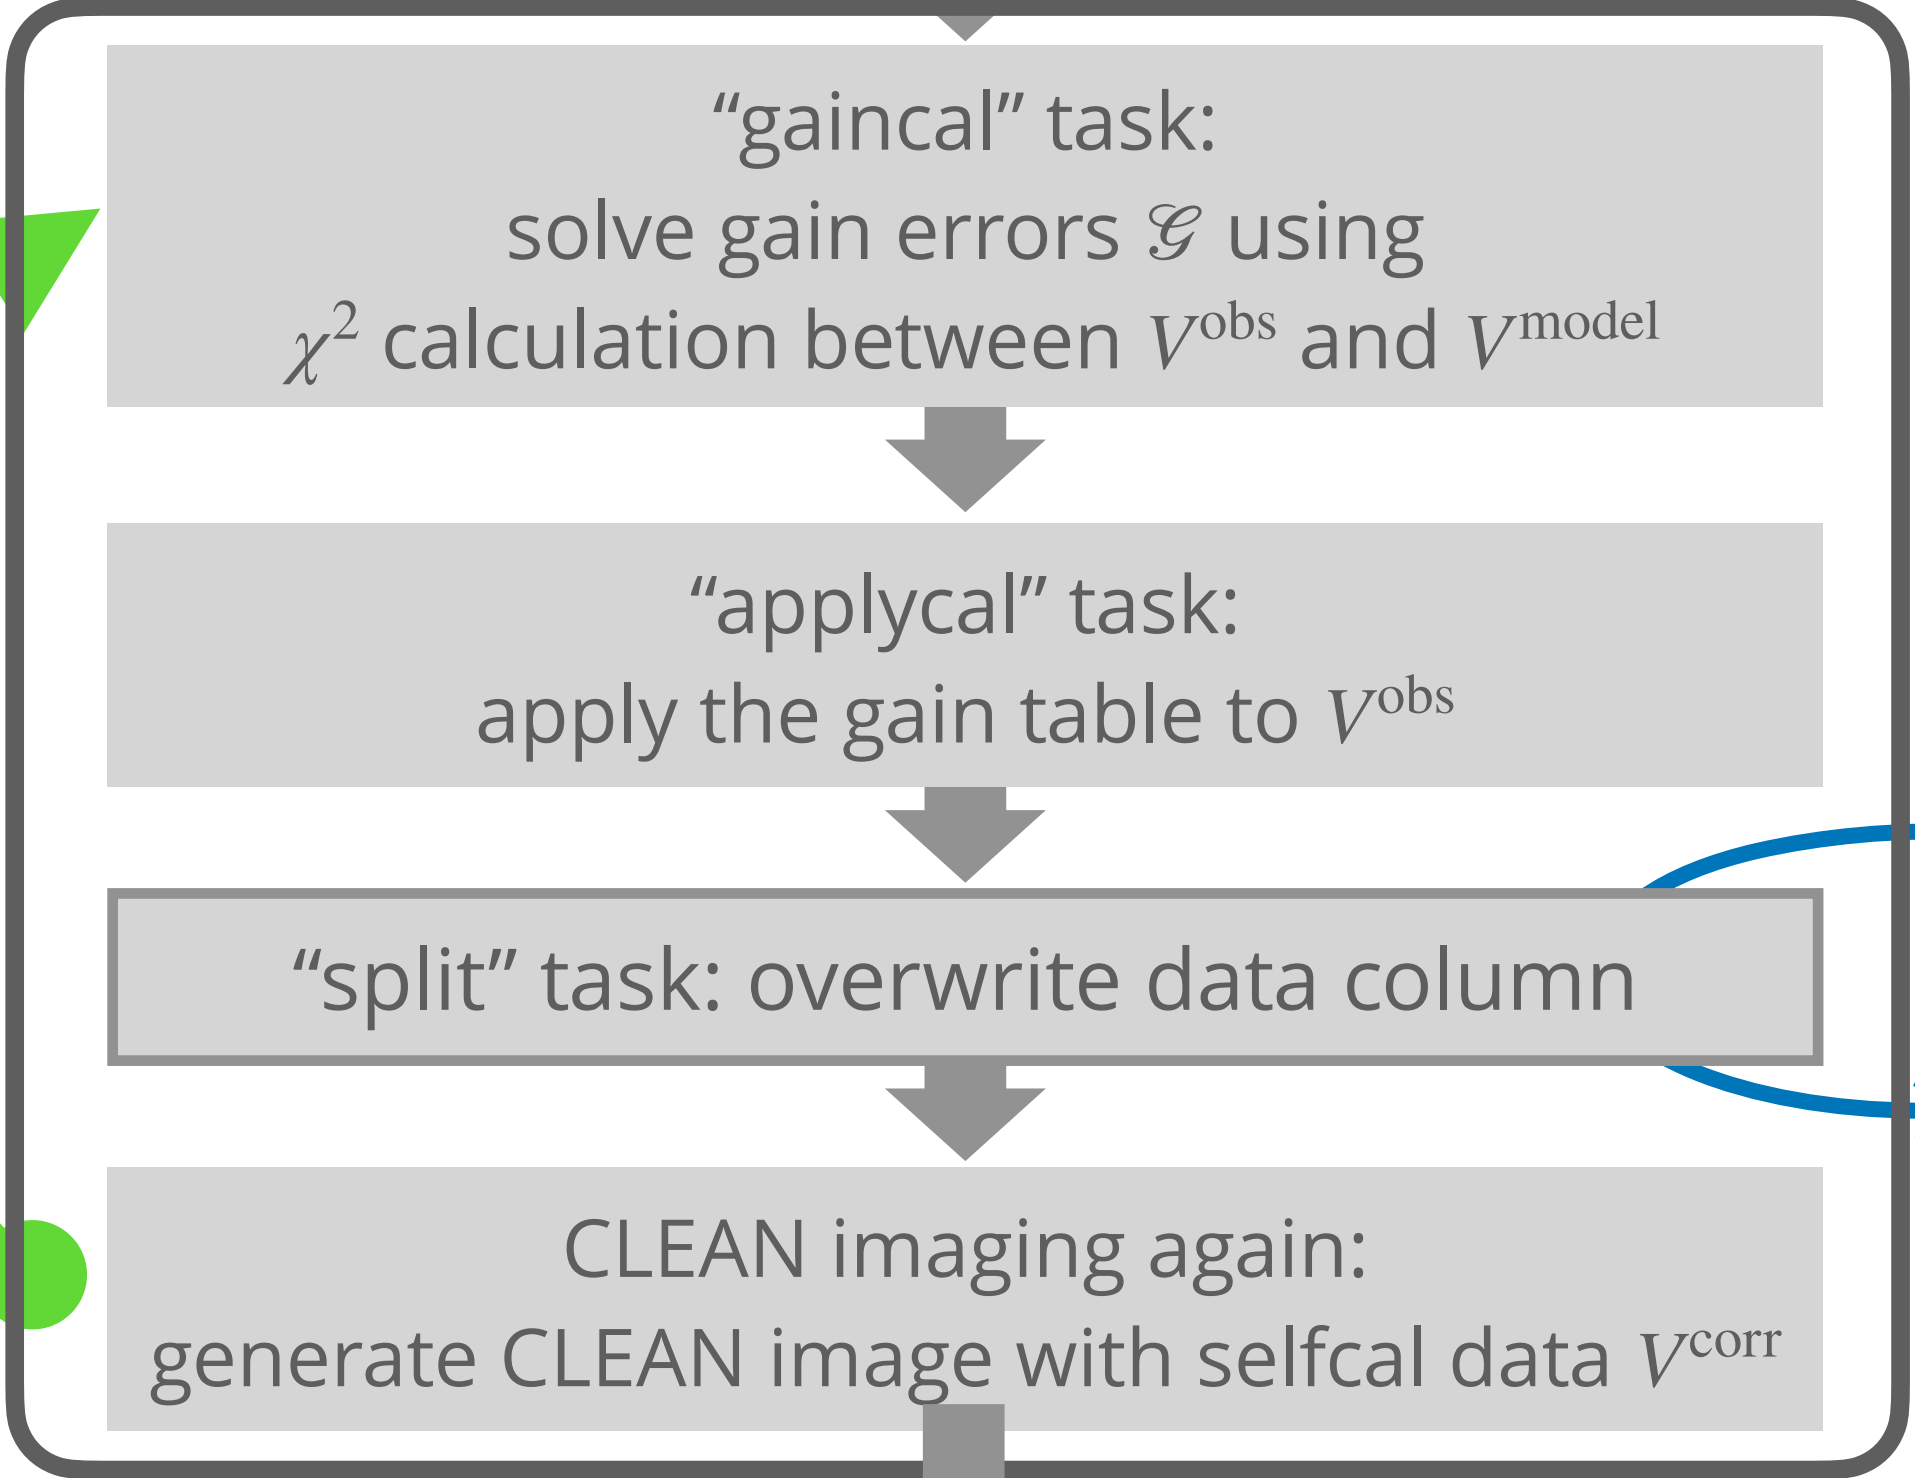 “gaincal” task:
solve gain errors 𝒢 using
χ² calculation between V^obs and V^model
“applycal” task:
apply the gain table to V^obs
“split” task: overwrite data column
CLEAN imaging again:
generate CLEAN image with selfcal data V^corr